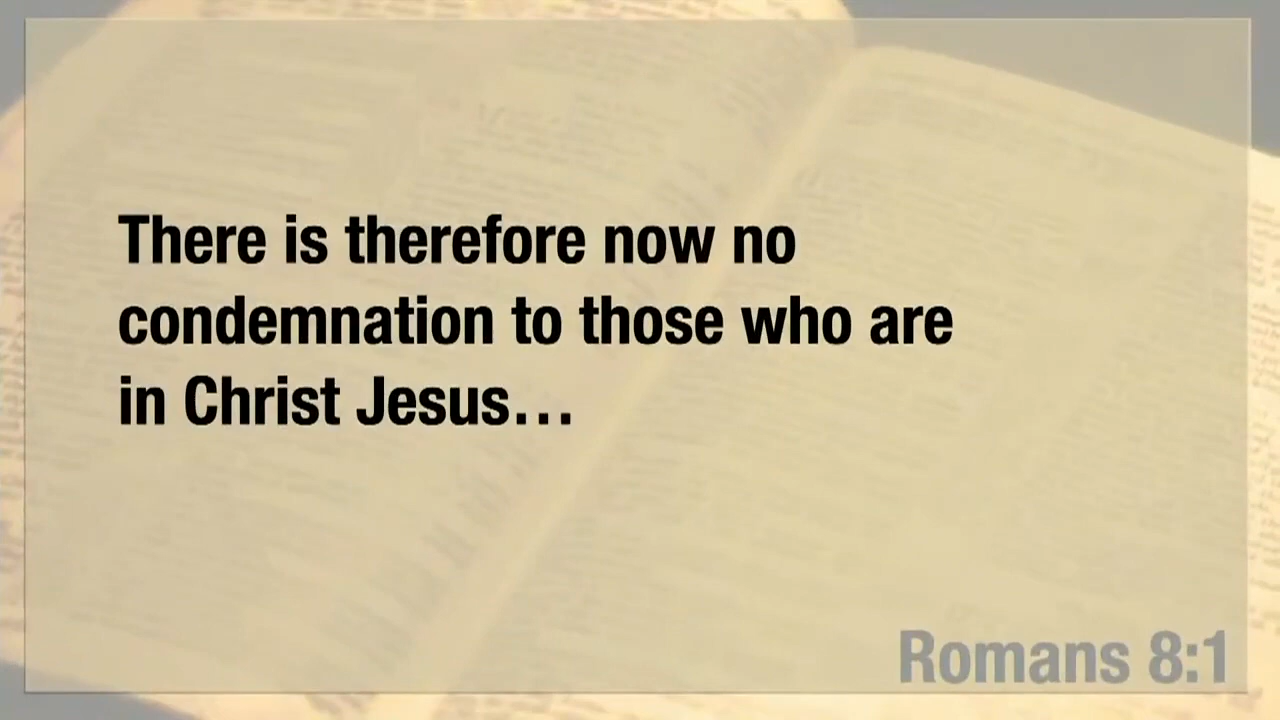 There is therefore now no
condemnation to those who are
in Christ Jesus…
Romans 8:1